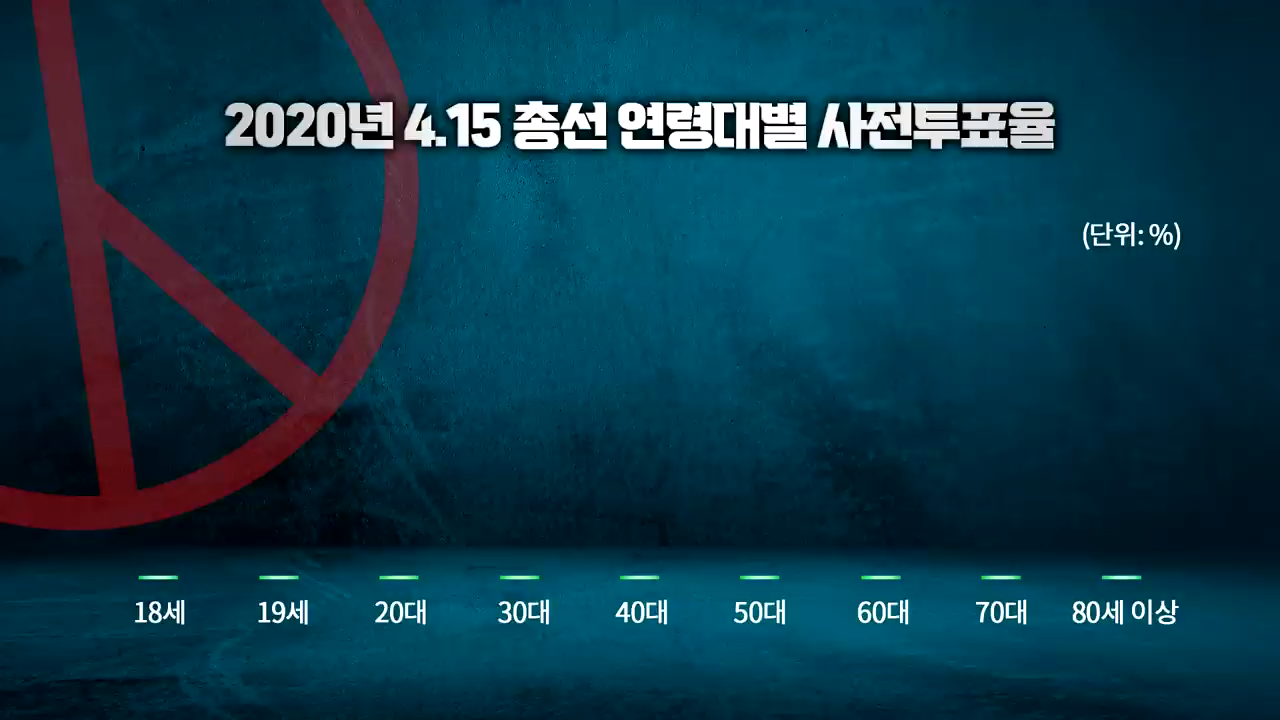 2020년 4.15 총선 연령대별 사전투표율
(단위: %)
18세 19세 20대 30대 40대 50대 60대 70대 80세 이상